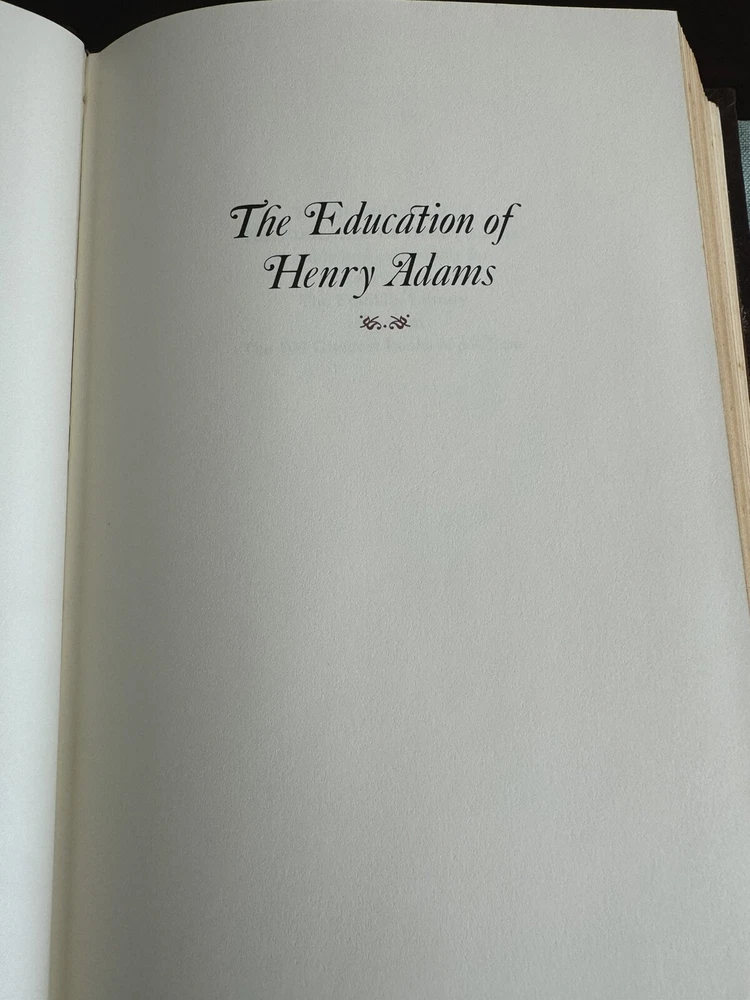 The Education of
Henry Adams